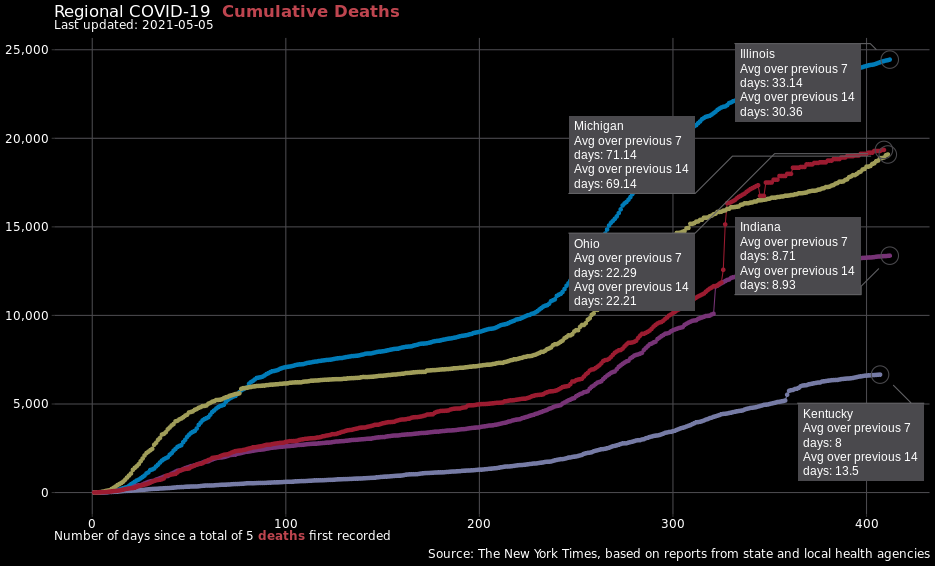 Regional COVID-19 Cumulative Deaths
Last updated: 2021-05-05
25,000
20,000
15,000
10,000
5,000
0
Illinois
Avg over previous 7
days: 33.14
Avg over previous 14
days: 30.36
Michigan
Avg over previous 7
days: 71.14
Avg over previous 14
days: 69.14
Ohio
Avg over previous 7
days: 22.29
Avg over previous 14
days: 22.21
Indiana
Avg over previous 7
days: 8.71
Avg over previous 14
days: 8.93
Kentucky
Avg over previous 7
days: 8
Avg over previous 14
days: 13.5
0 100 200 300 400
Number of days since a total of 5 deaths first recorded
Source: The New York Times, based on reports from state and local health agencies